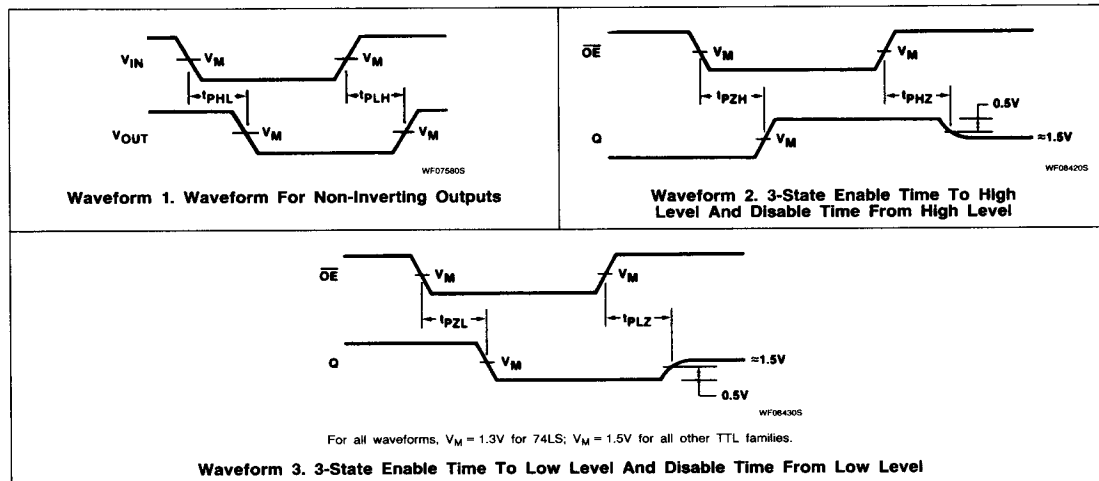 V_IN
V_M
V_M
t_PHL
t_PLH
V_OUT
V_M
V_M
WF07580S
Waveform 1. Waveform For Non-Inverting Outputs
O̅E̅
V_M
V_M
t_PZH
t_PHZ
0.5V
Q
V_M
≈1.5V
WF08420S
Waveform 2. 3-State Enable Time To High
Level And Disable Time From High Level
O̅E̅
V_M
V_M
t_PZL
t_PLZ
Q
V_M
≈1.5V
0.5V
WF08430S
For all waveforms, V_M = 1.3V for 74LS; V_M = 1.5V for all other TTL families.
Waveform 3. 3-State Enable Time To Low Level And Disable Time From Low Level